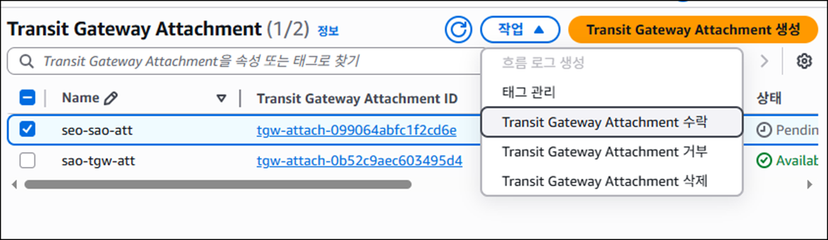 Transit Gateway Attachment (1/2) 정보
작업
Transit Gateway Attachment 생성
Transit Gateway Attachment을 속성 또는 태그로 찾기
흐름 로그 생성
태그 관리
Transit Gateway Attachment 수락
Transit Gateway Attachment 거부
Transit Gateway Attachment 삭제
Name
Transit Gateway Attachment ID
상태
seo-sao-att
tgw-attach-099064abfc1f2cd6e
Pendin
sao-tgw-att
tgw-attach-0b52c9aec603495d4
Availab